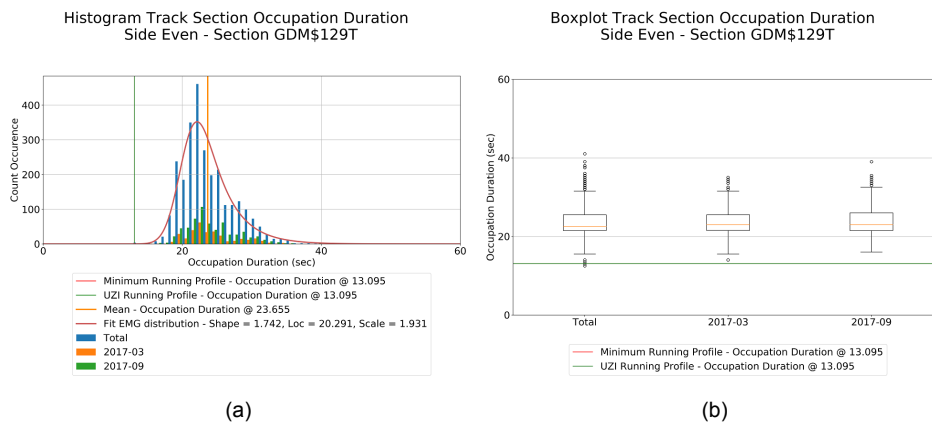 Histogram Track Section Occupation Duration
Side Even - Section GDM$129T
Count Occurence
400
300
200
100
0
0
20
40
60
Occupation Duration (sec)
Minimum Running Profile - Occupation Duration @ 13.095
UZI Running Profile - Occupation Duration @ 13.095
Mean - Occupation Duration @ 23.655
Fit EMG distribution - Shape = 1.742, Loc = 20.291, Scale = 1.931
Total
2017-03
2017-09
(a)
Boxplot Track Section Occupation Duration
Side Even - Section GDM$129T
Occupation Duration (sec)
60
40
20
0
Total
2017-03
2017-09
Minimum Running Profile - Occupation Duration @ 13.095
UZI Running Profile - Occupation Duration @ 13.095
(b)